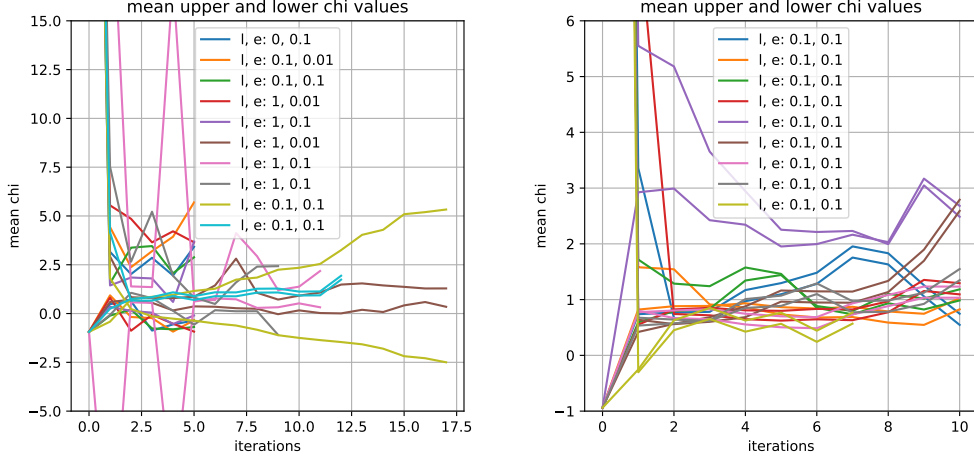 mean upper and lower chi values
mean chi
15.0
12.5
10.0
7.5
5.0
2.5
0.0
−2.5
−5.0
l, e: 0, 0.1
l, e: 0.1, 0.01
l, e: 0.1, 0.1
l, e: 1, 0.01
l, e: 1, 0.1
l, e: 1, 0.01
l, e: 1, 0.1
l, e: 1, 0.1
l, e: 0.1, 0.1
l, e: 0.1, 0.1
0.0 2.5 5.0 7.5 10.0 12.5 15.0 17.5
iterations
mean upper and lower chi values
mean chi
6
5
4
3
2
1
0
−1
l, e: 0.1, 0.1
l, e: 0.1, 0.1
l, e: 0.1, 0.1
l, e: 0.1, 0.1
l, e: 0.1, 0.1
l, e: 0.1, 0.1
l, e: 0.1, 0.1
l, e: 0.1, 0.1
l, e: 0.1, 0.1
0 2 4 6 8 10
iterations